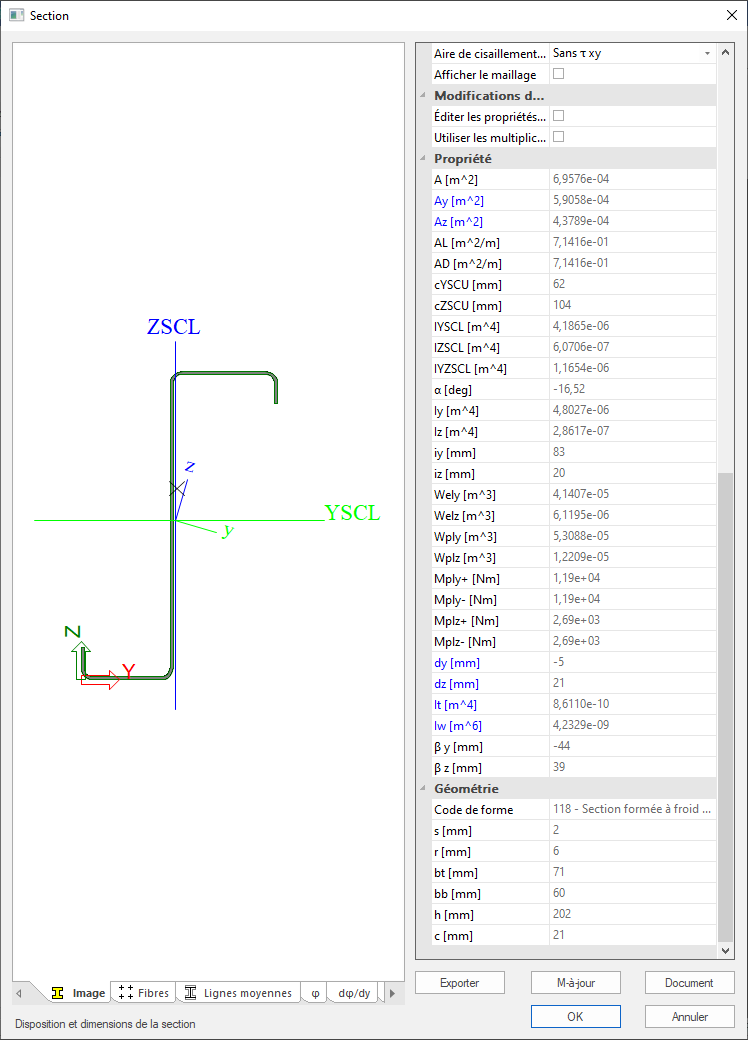 Section
ZSCL
z
YSCL
y
Z
Y
Image
Fibres
Lignes moyennes
φ
dφ/dy
Disposition et dimensions de la section
Aire de cisaillement... Sans τ xy
Afficher le maillage
Modifications d...
Éditer les propriétés...
Utiliser les multiplic...
Propriété
A [m^2] 6,9576e-04
Ay [m^2] 5,9058e-04
Az [m^2] 4,3789e-04
AL [m^2/m] 7,1416e-01
AD [m^2/m] 7,1416e-01
cYSCU [mm] 62
cZSCU [mm] 104
IYSCL [m^4] 4,1865e-06
IZSCL [m^4] 6,0706e-07
IYZSCL [m^4] 1,1654e-06
α [deg] -16,52
Iy [m^4] 4,8027e-06
Iz [m^4] 2,8617e-07
iy [mm] 83
iz [mm] 20
Wely [m^3] 4,1407e-05
Welz [m^3] 6,1195e-06
Wply [m^3] 5,3088e-05
Wplz [m^3] 1,2209e-05
Mply+ [Nm] 1,19e+04
Mply- [Nm] 1,19e+04
Mplz+ [Nm] 2,69e+03
Mplz- [Nm] 2,69e+03
dy [mm] -5
dz [mm] 21
It [m^4] 8,6110e-10
Iw [m^6] 4,2329e-09
β y [mm] -44
β z [mm] 39
Géométrie
Code de forme 118 - Section formée à froid ...
s [mm] 2
r [mm] 6
bt [mm] 71
bb [mm] 60
h [mm] 202
c [mm] 21
Exporter
M-à-jour
Document
OK
Annuler